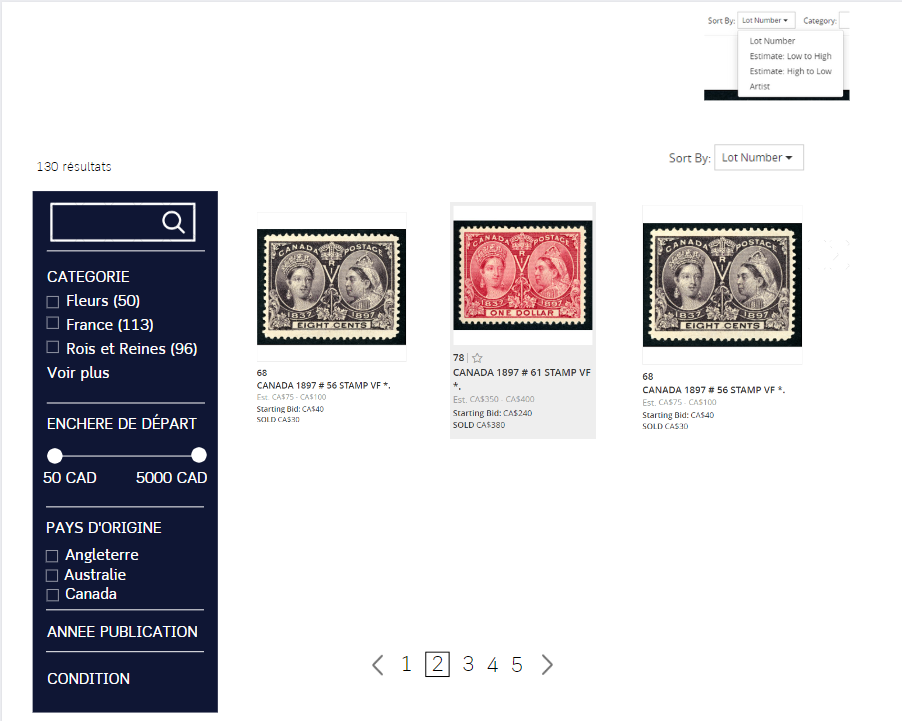 Sort By: Lot Number Category:
Lot Number
Estimate: Low to High
Estimate: High to Low
Artist
130 résultats
Sort By: Lot Number
CATEGORIE
Fleurs (50)
France (113)
Rois et Reines (96)
Voir plus
ENCHERE DE DÉPART
50 CAD 5000 CAD
PAYS D'ORIGINE
Angleterre
Australie
Canada
ANNEE PUBLICATION
CONDITION
CANADA POSTAGE
V R I
1837 1897
EIGHT CENTS
68
CANADA 1897 # 56 STAMP VF *.
Est. CA$75 - CA$100
Starting Bid: CA$40
SOLD CA$30
CANADA POSTAGE
V R I
1837 1897
ONE DOLLAR
78
CANADA 1897 # 61 STAMP VF
*.
Est. CA$350 - CA$400
Starting Bid: CA$240
SOLD CA$380
CANADA POSTAGE
V R I
1837 1897
EIGHT CENTS
68
CANADA 1897 # 56 STAMP VF *.
Est. CA$75 - CA$100
Starting Bid: CA$40
SOLD CA$30
1 2 3 4 5